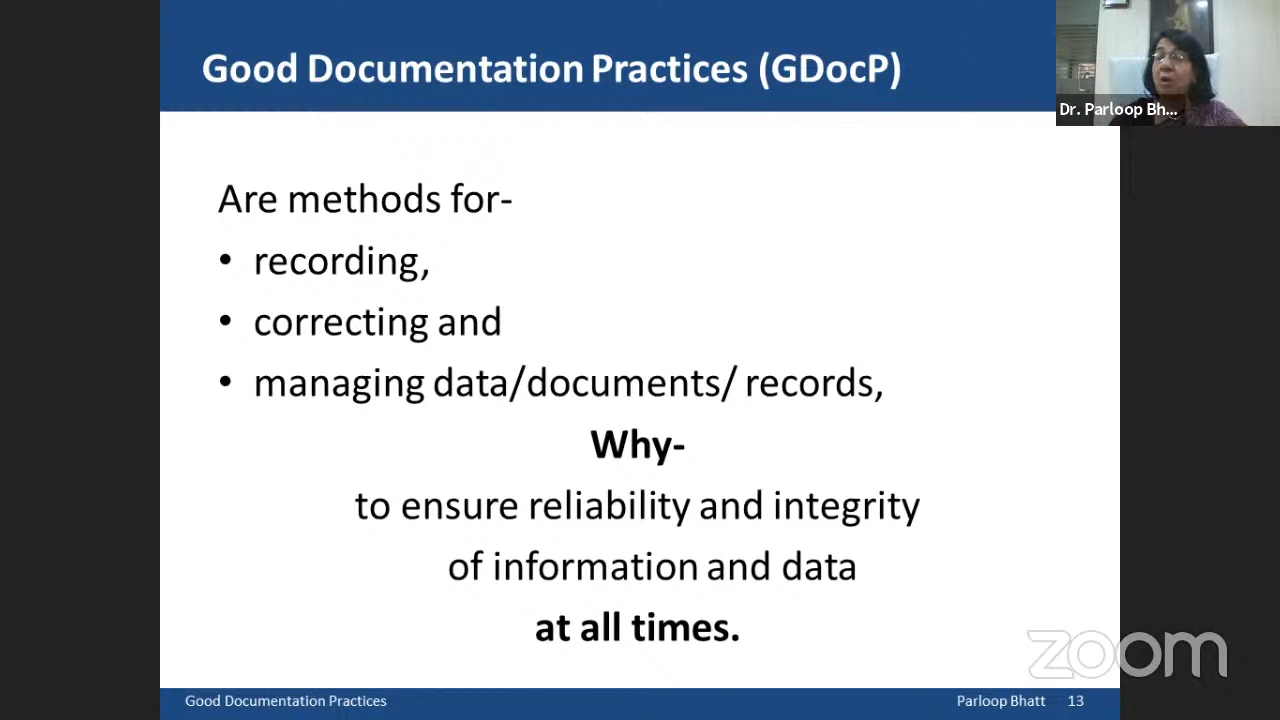 Good Documentation Practices (GDocP)
Dr. Parloop Bh...
Are methods for-
• recording,
• correcting and
• managing data/documents/ records,
Why-
to ensure reliability and integrity
of information and data
at all times.
zoom
Good Documentation Practices
Parloop Bhatt 13